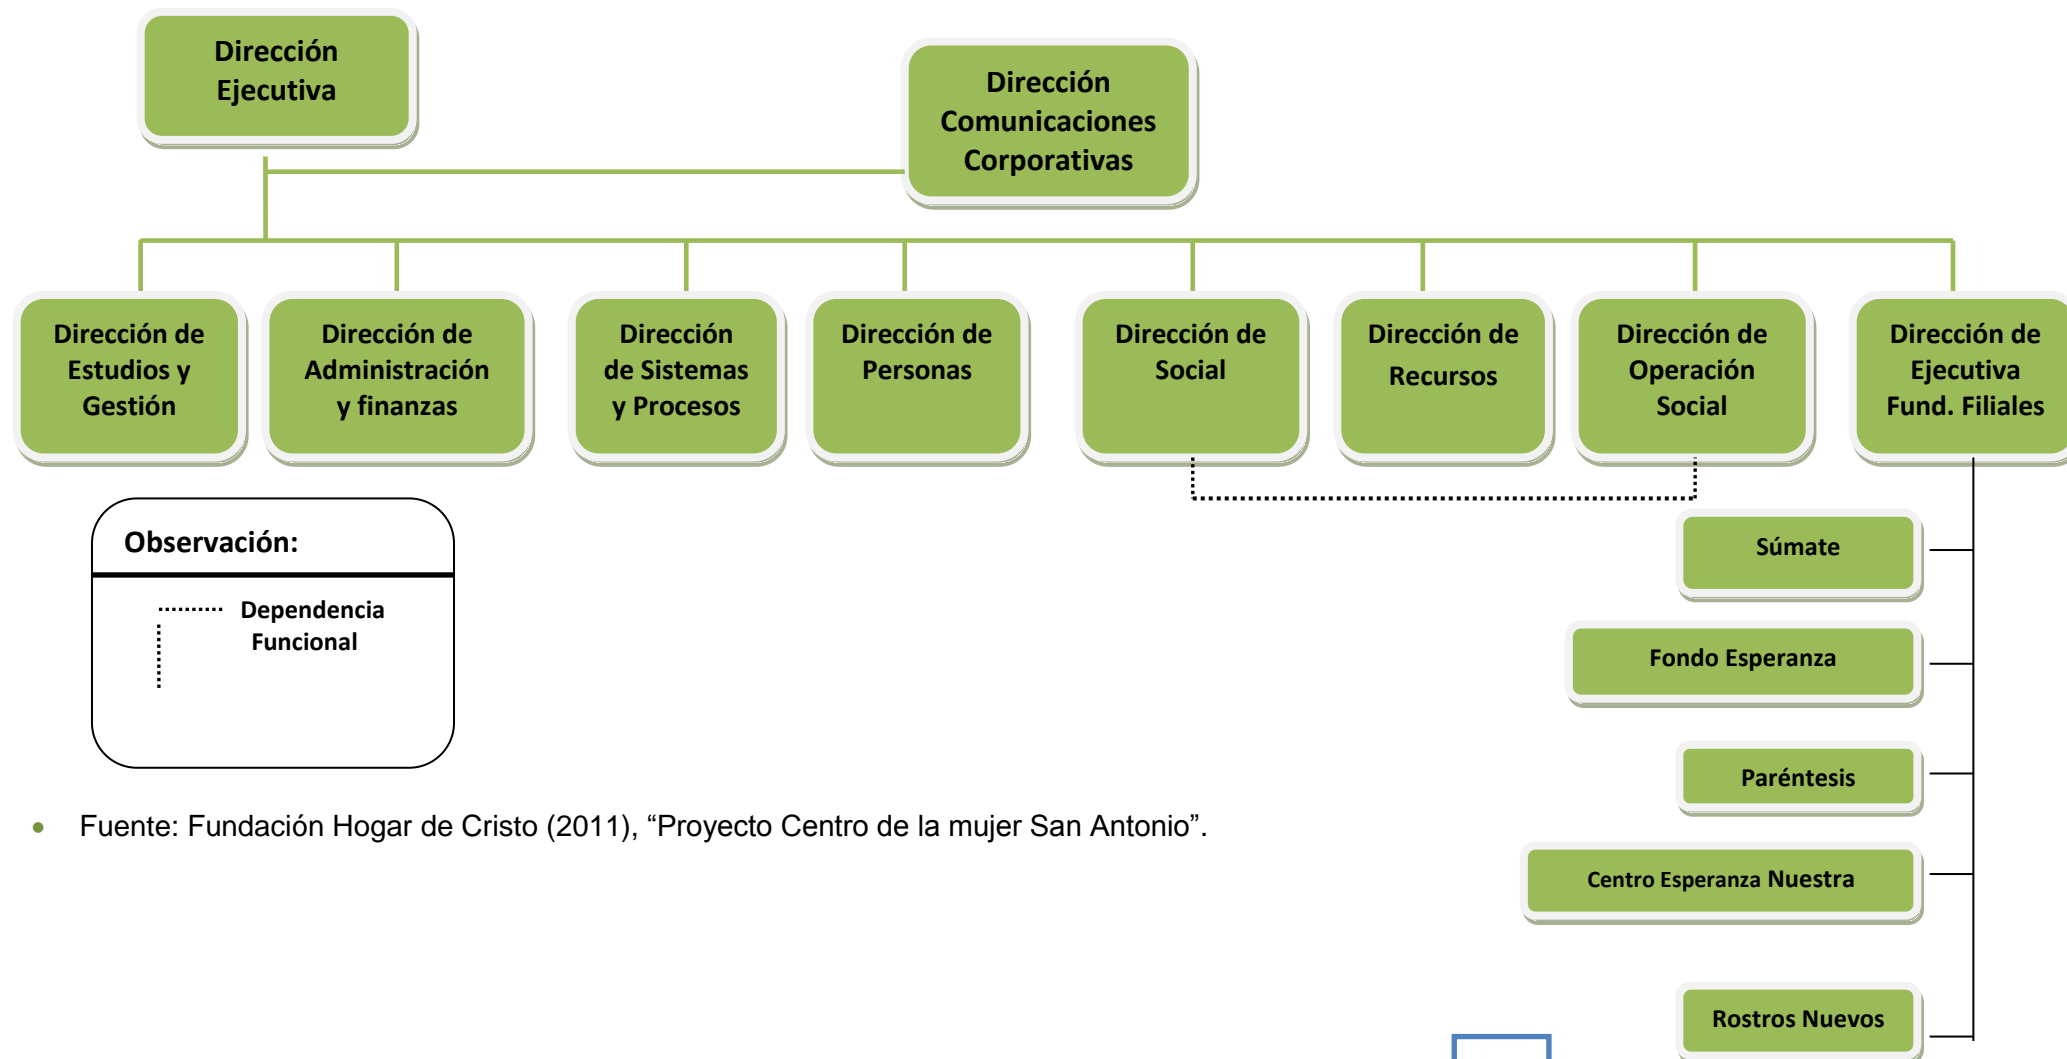 Dirección
Ejecutiva
Dirección
Comunicaciones
Corporativas
Dirección de
Estudios y
Gestión
Dirección de
Administración
y finanzas
Dirección
de Sistemas
y Procesos
Dirección de
Personas
Dirección de
Social
Dirección de
Recursos
Dirección de
Operación
Social
Dirección de
Ejecutiva
Fund. Filiales
Observación:
Dependencia
Funcional
Súmate
Fondo Esperanza
Paréntesis
Centro Esperanza Nuestra
Rostros Nuevos
• Fuente: Fundación Hogar de Cristo (2011), “Proyecto Centro de la mujer San Antonio”.